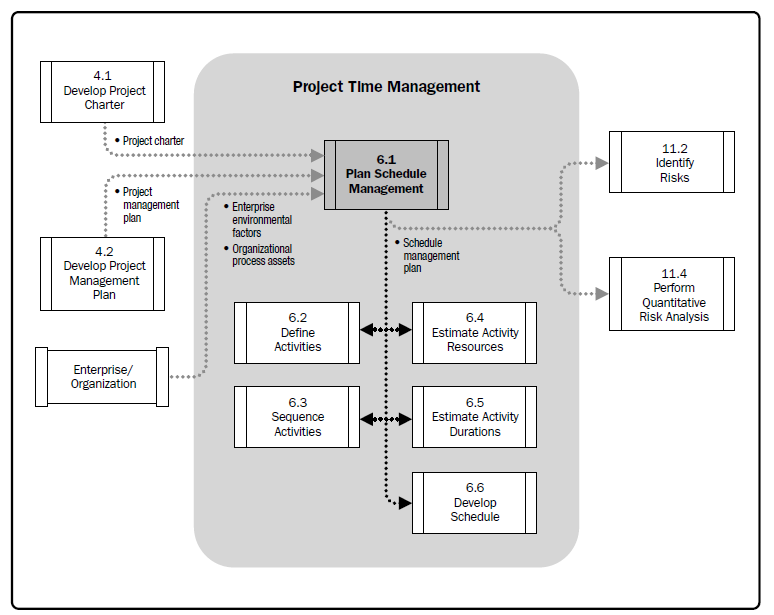 Project Time Management
4.1
Develop Project
Charter
• Project charter
6.1
Plan Schedule
Management
11.2
Identify
Risks
• Project
management
plan
• Enterprise
environmental
factors
• Organizational
process assets
4.2
Develop Project
Management
Plan
• Schedule
management
plan
11.4
Perform
Quantitative
Risk Analysis
6.2
Define
Activities
6.4
Estimate Activity
Resources
Enterprise/
Organization
6.3
Sequence
Activities
6.5
Estimate Activity
Durations
6.6
Develop
Schedule